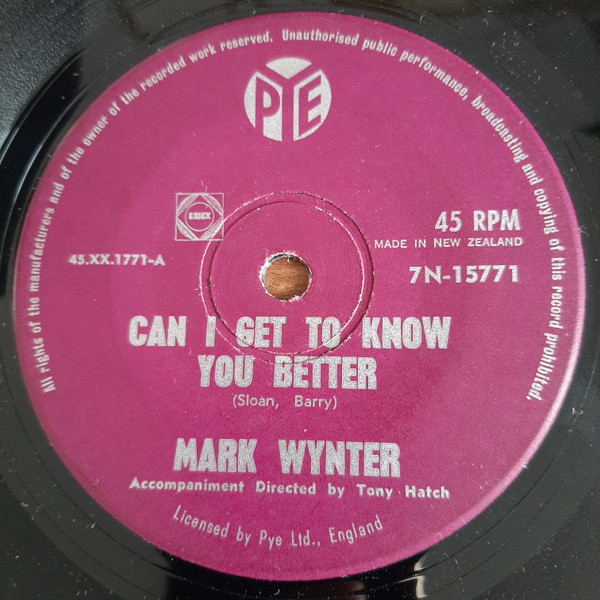 All rights of the manufacturers and of the owner of the recorded work reserved. Unauthorised public performance, broadcasting and copying of this record prohibited.
PYE
ESSEX
45 RPM
MADE IN NEW ZEALAND
45.XX.1771-A
7N-15771
CAN I GET TO KNOW
YOU BETTER
(Sloan, Barry)
MARK WYNTER
Accompaniment Directed by Tony Hatch
Licensed by Pye Ltd., England